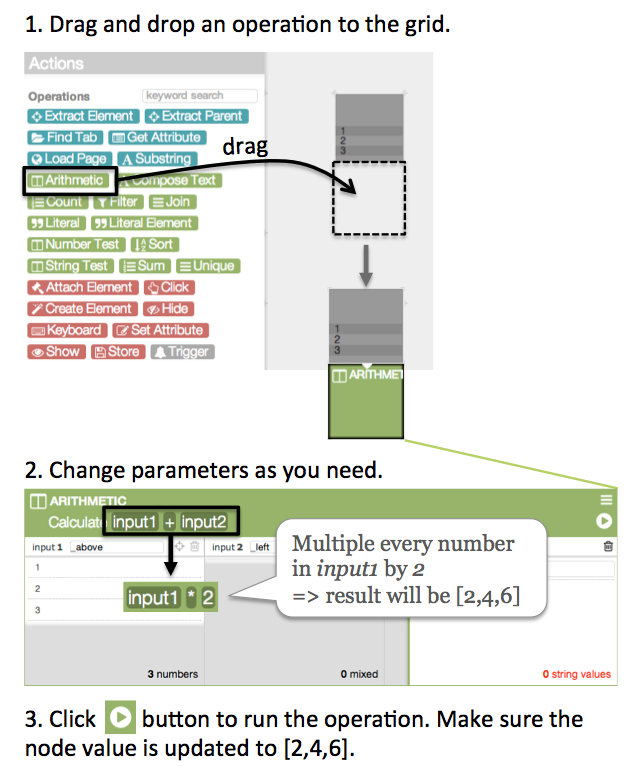 1. Drag and drop an operation to the grid.
Actions
Operations keyword search
Extract Element Extract Parent
Find Tab Get Attribute
drag
Load Page Substring
Arithmetic Compose Text
Count Filter Join
Literal Literal Element
Number Test Sort
String Test Sum Unique
Attach Element Click
Create Element Hide
Keyboard Set Attribute
Show Store Trigger
1
2
3
1
2
3
ARITHMET
2. Change parameters as you need.
ARITHMETIC
Calculate input1 + input2
input 1 _above input 2 _left
1
2
3
input1 * 2
Multiple every number
in input1 by 2
=> result will be [2,4,6]
3 numbers 0 mixed 0 string values
3. Click button to run the operation. Make sure the
node value is updated to [2,4,6].